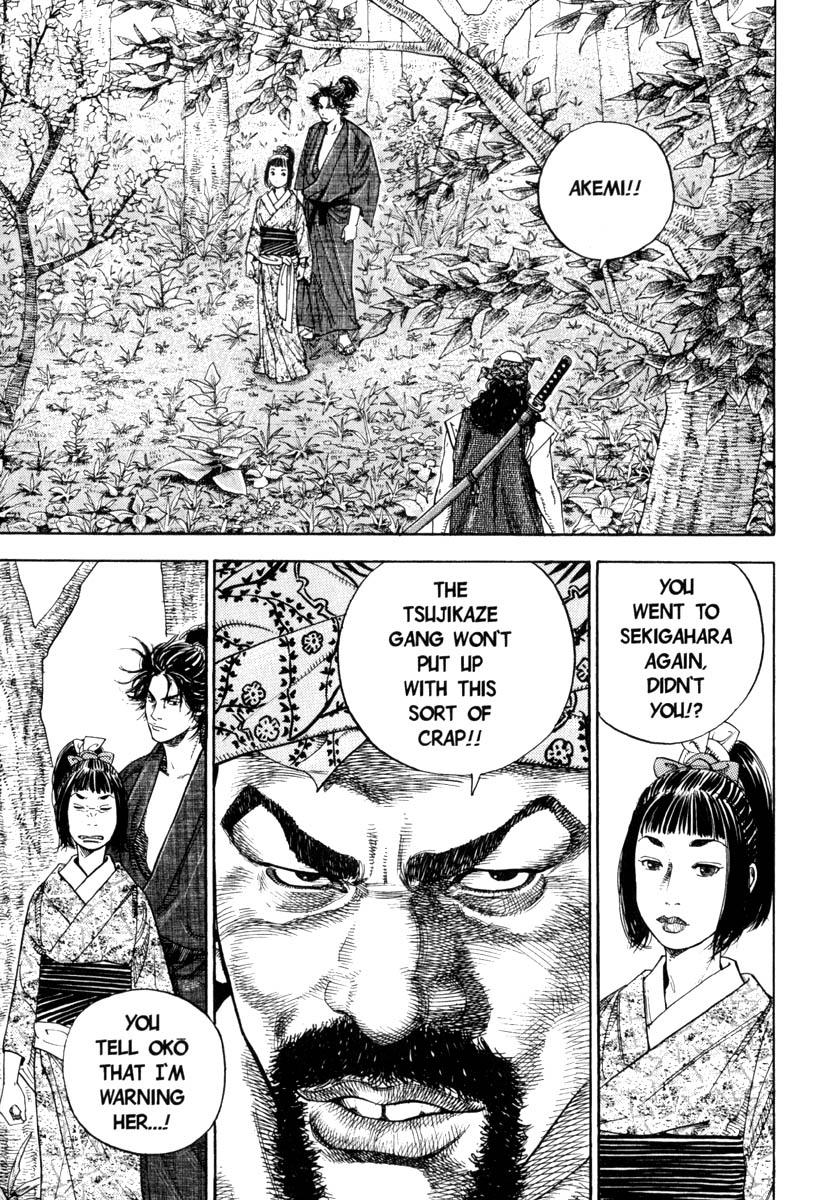 AKEMI!!
YOU
WENT TO
SEKIGAHARA
AGAIN,
DIDN'T
YOU!?
THE
TSUJIKAZE
GANG WON'T
PUT UP
WITH THIS
SORT OF
CRAP!!
YOU
TELL OKŌ
THAT I'M
WARNING
HER...!